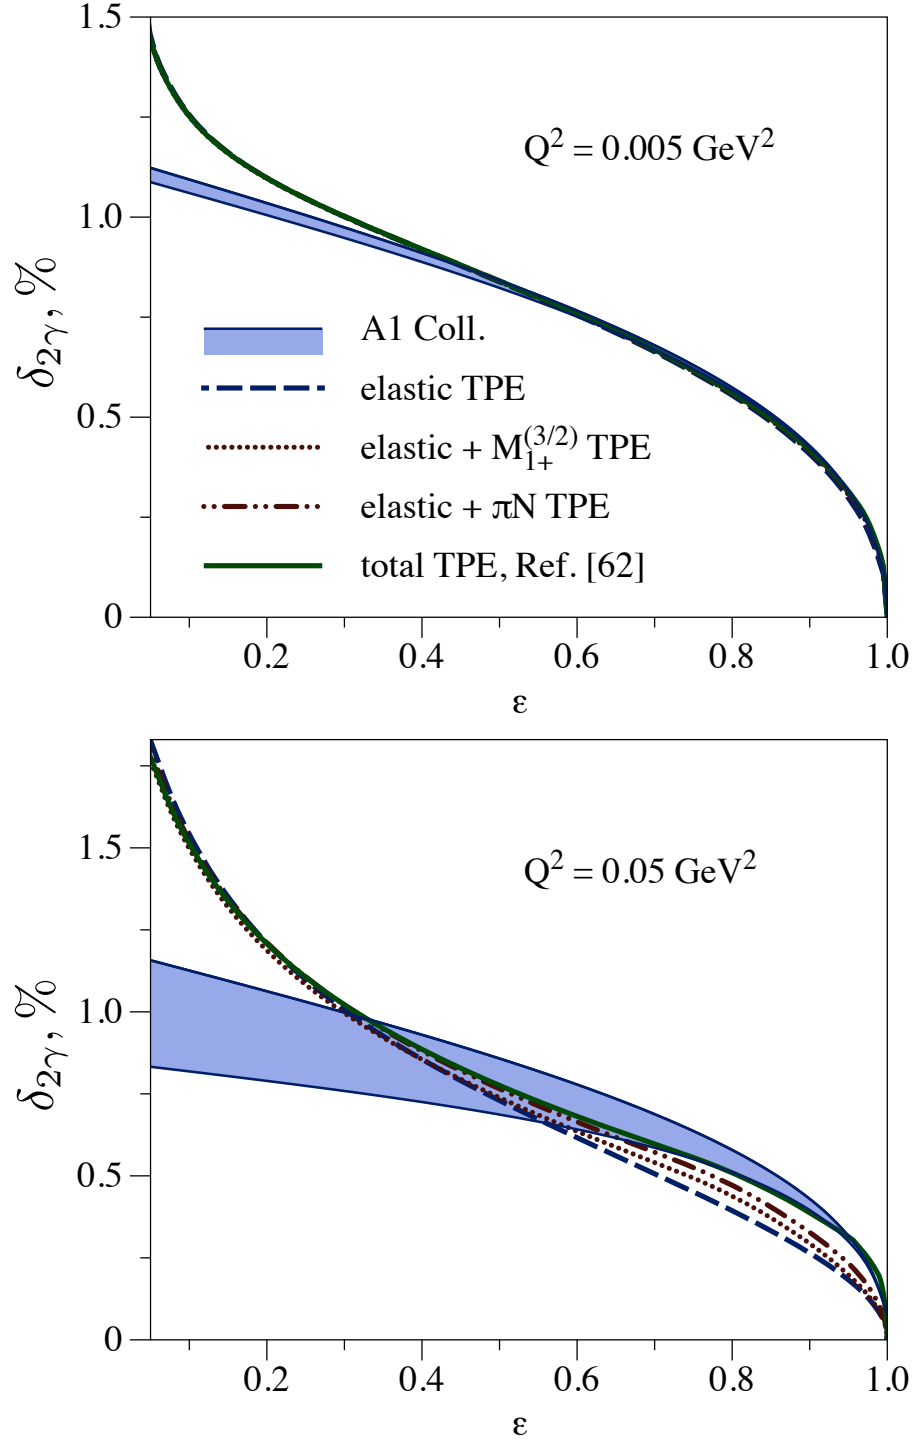 1.5
Q² = 0.005 GeV²
1.0
δ₂γ, %
A1 Coll.
elastic TPE
0.5
elastic + M₁₊^(3/2) TPE
elastic + πN TPE
total TPE, Ref. [62]
0
0.2 0.4 0.6 0.8 1.0
ε
1.5
Q² = 0.05 GeV²
1.0
δ₂γ, %
0.5
0
0.2 0.4 0.6 0.8 1.0
ε